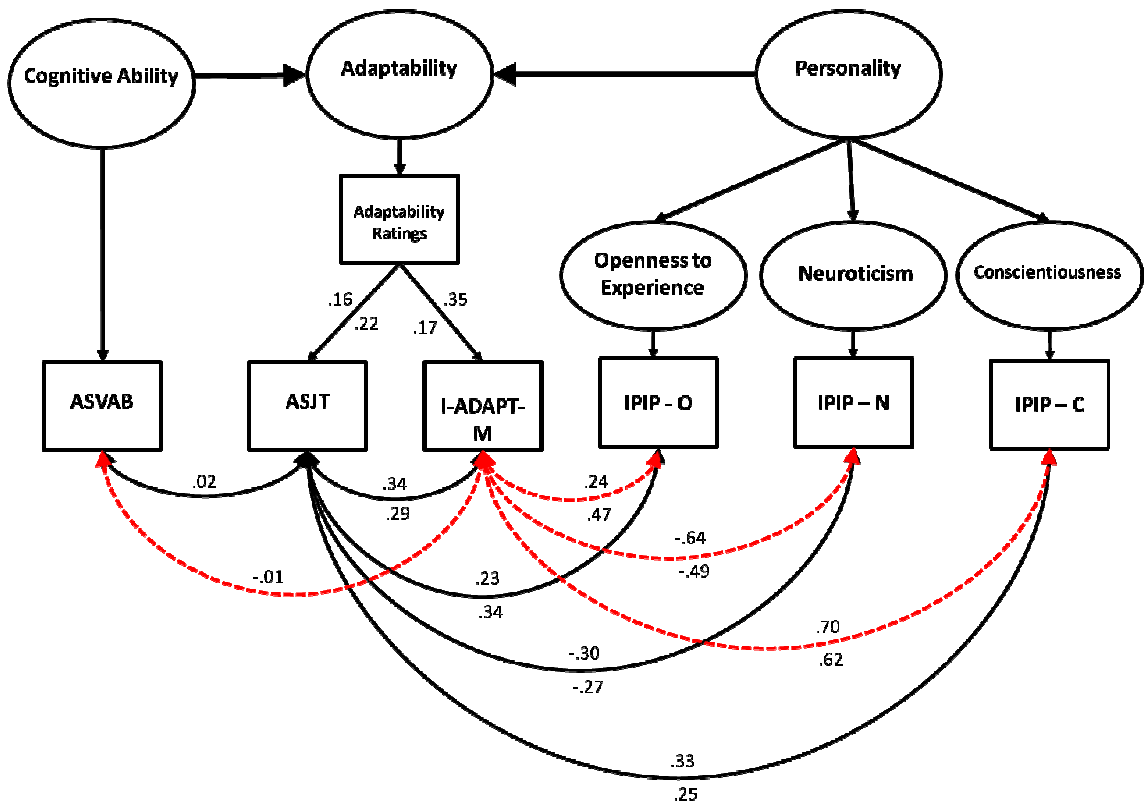 Cognitive Ability
Adaptability
Personality
Adaptability
Ratings
Openness to
Experience
Neuroticism
Conscientiousness
.16
.22
.35
.17
ASVAB
ASJT
I-ADAPT-
M
IPIP - O
IPIP – N
IPIP – C
.02
.34
.29
.24
.47
-.64
-.49
-.01
.23
.34
.70
.62
-.30
-.27
.33
.25